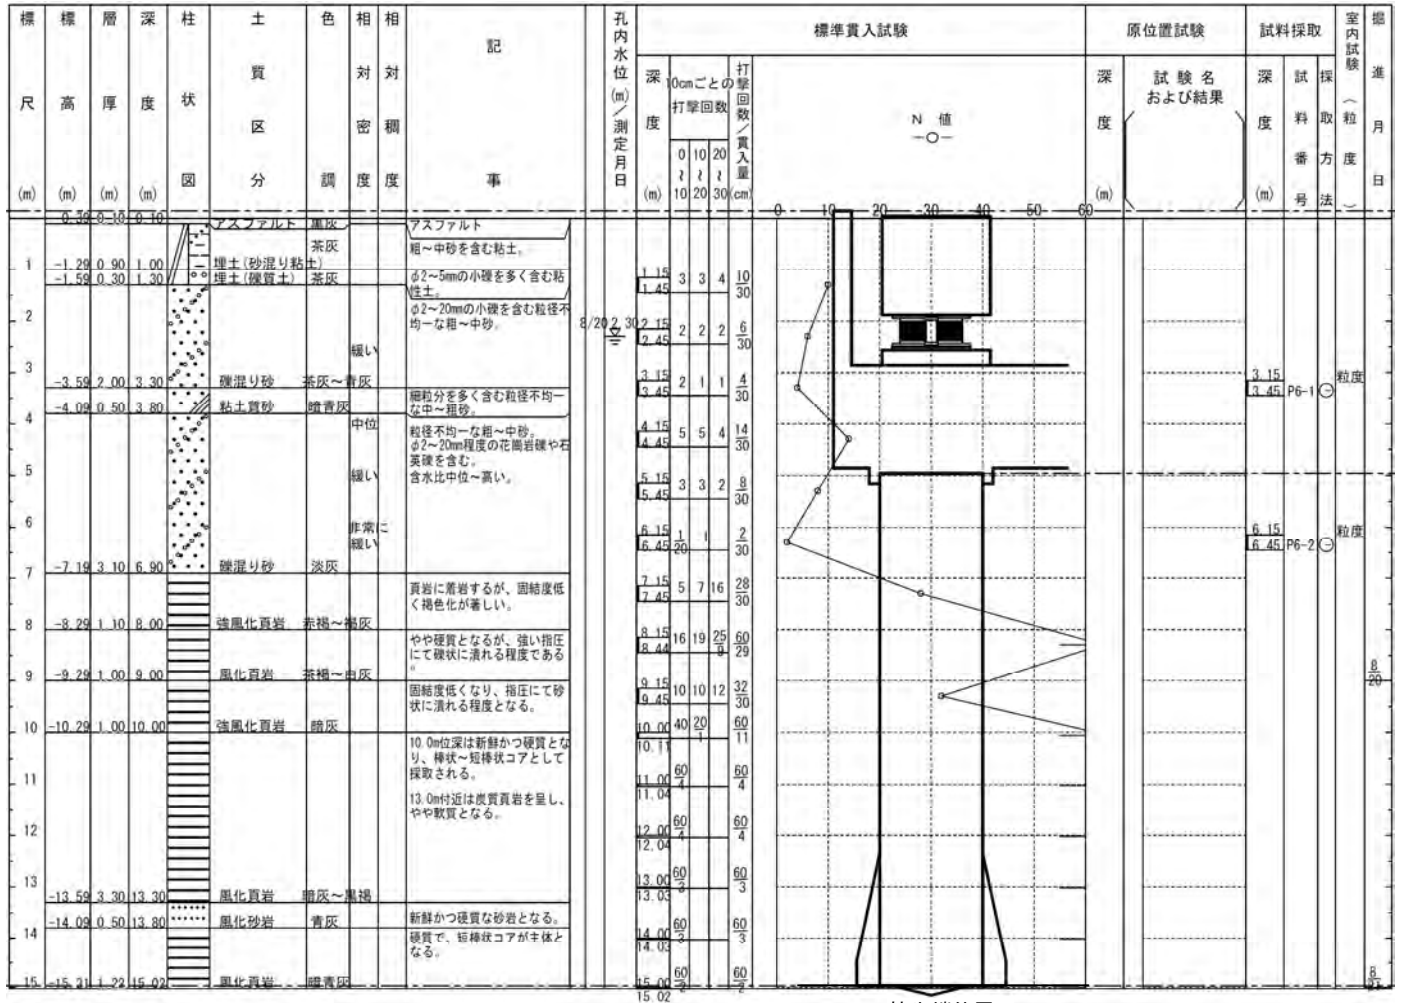 標尺(m) 標高(m) 層厚(m) 深度(m) 柱状図 土質区分 色調 相対密度 相対稠度 記事 孔内水位(m)/測定月日 標準貫入試験 原位置試験 試料採取 室内試験(粒度) 掘進月日
深度(m) 10cmごとの打撃回数 打撃回数/貫入量(cm) N 値 深度(m) 試験名および結果 深度(m) 試料番号 採取方法
0～10 10～20 20～30
0 10 20 30 40 50 60
-0.39 0.10 0.10 アスファルト 黒灰 アスファルト
茶灰 粗～中砂を含む粘土。
1 -1.29 0.90 1.00 埋土(砂混り粘土)
-1.59 0.30 1.30 埋土(礫質土) 茶灰 φ2～5mmの小礫を多く含む粘性土。
1.15 1.45 3 3 4 10/30
φ2～20mmの小礫を含む粒径不均一な粗～中砂。
2 8/20 2.30 2.15 2.45 2 2 2 6/30
緩い
3 -3.59 2.00 3.30 礫混り砂 茶灰～青灰
3.15 3.45 2 1 1 4/30 3.15 3.45 P6-1 粒度
細粒分を多く含む粒径不均一な中～粗砂。
4 -4.09 0.50 3.80 粘土質砂 暗青灰
中位 粒径不均一な粗～中砂。
φ2～20mm程度の花崗岩礫や石英礫を含む。
含水比中位～高い。
4.15 4.45 5 5 4 14/30
5 緩い 5.15 5.45 3 3 2 8/30
6 非常に緩い 6.15 6.45 1/20 1 2/30 6.15 6.45 P6-2 粒度
7 -7.19 3.10 6.90 礫混り砂 淡灰
頁岩に着岩するが、固結度低く褐色化が著しい。
7.15 7.45 5 7 16 28/30
8 -8.29 1.10 8.00 強風化頁岩 赤褐～褐灰
やや硬質となるが、強い指圧にて礫状に潰れる程度である。
8.15 8.44 16 19 25/9 60/29
9 -9.29 1.00 9.00 風化頁岩 茶褐～白灰 8/20
固結度低くなり、指圧にて砂状に潰れる程度となる。
9.15 9.45 10 10 12 32/30
10 -10.29 1.00 10.00 強風化頁岩 暗灰
10.00 10.11 40 20/1 60/11
10.0m位深は新鮮かつ硬質となり、棒状～短棒状コアとして採取される。
11 11.00 11.04 60/4 60/4
13.0m付近は炭質頁岩を呈し、やや軟質となる。
12 12.00 12.04 60/4 60/4
13 13.00 13.03 60/3 60/3
-13.59 3.30 13.30 風化頁岩 暗灰～黒褐
-14.09 0.50 13.80 風化砂岩 青灰 新鮮かつ硬質な砂岩となる。
14 硬質で、短棒状コアが主体となる。
14.00 14.03 60/3 60/3
15 -15.31 1.22 15.02 風化頁岩 暗青灰 15.00 15.02 60/2 60/2